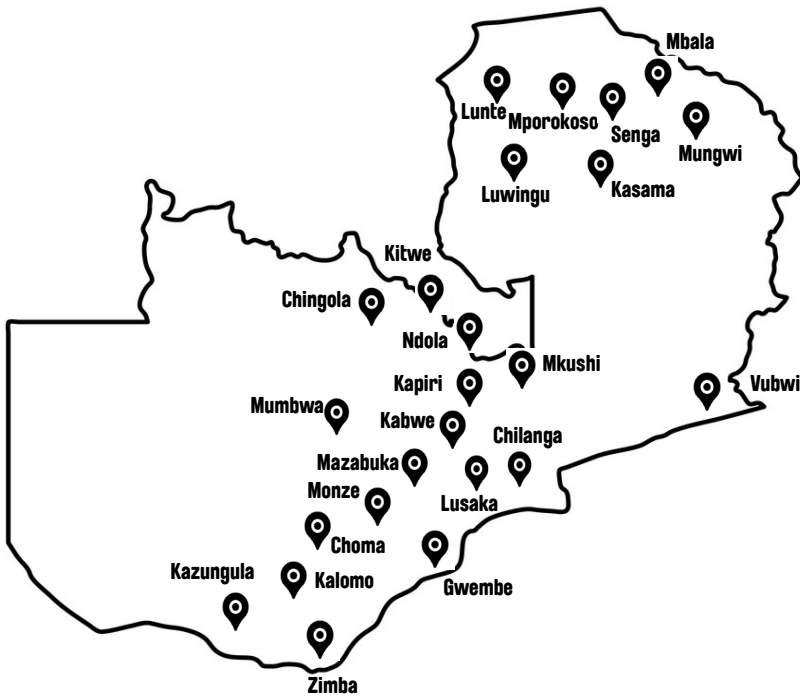 Mbala
Lunte
Mporokoso
Senga
Mungwi
Luwingu
Kasama
Kitwe
Chingola
Ndola
Mkushi
Kapiri
Vubwi
Mumbwa
Kabwe
Chilanga
Mazabuka
Monze
Lusaka
Choma
Kazungula
Kalomo
Gwembe
Zimba